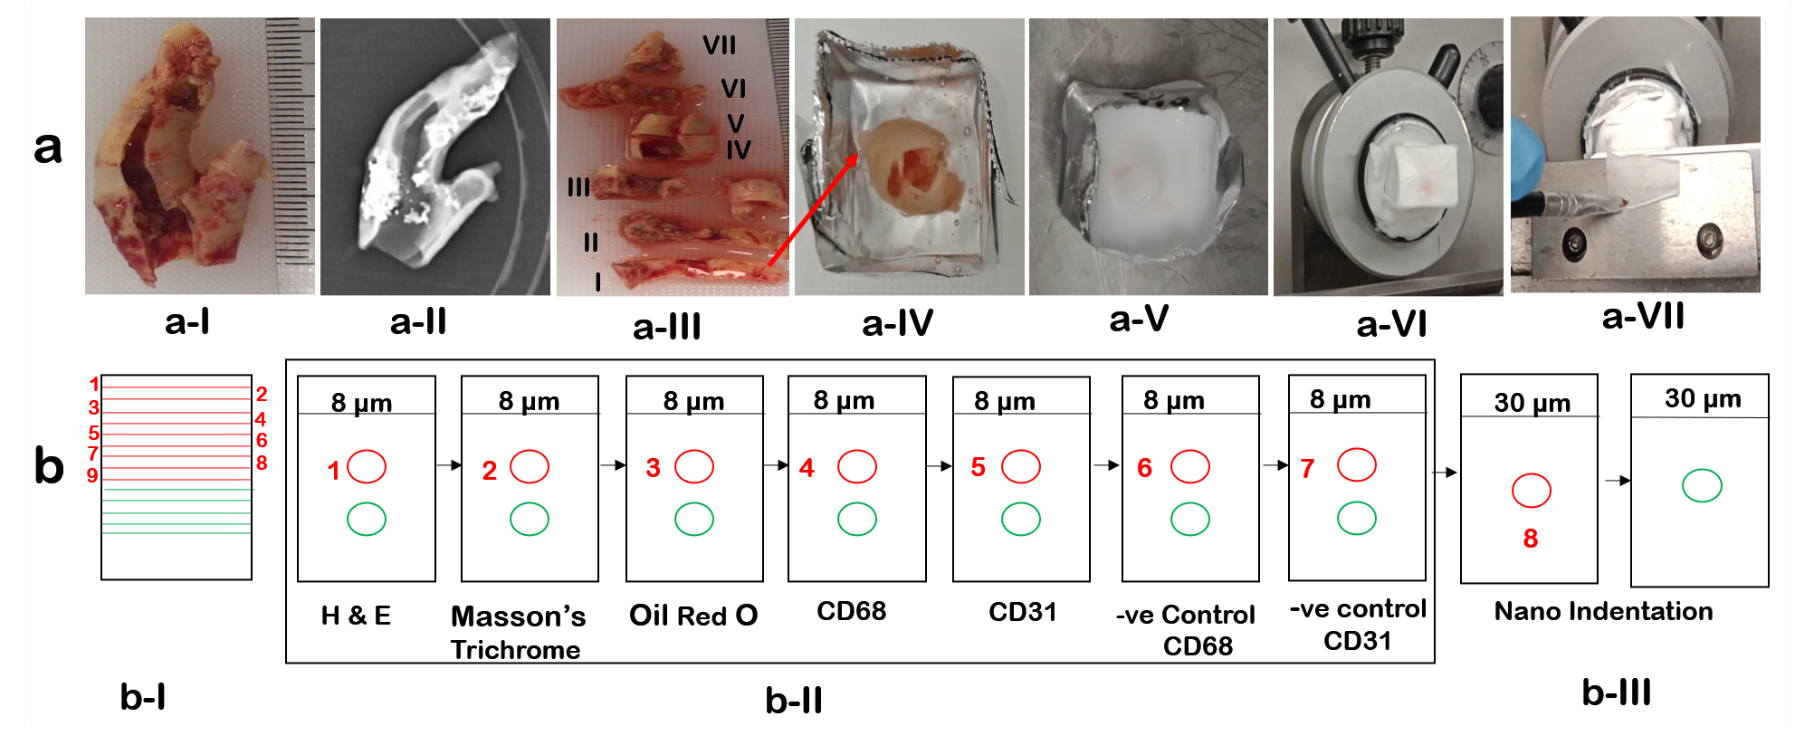 a
VII
VI
V
IV
III
II
I
a-I
a-II
a-III
a-IV
a-V
a-VI
a-VII
b
1
2
3
4
5
6
7
8
9
8 µm
8 µm
8 µm
8 µm
8 µm
8 µm
8 µm
30 µm
30 µm
1
2
3
4
5
6
7
8
H & E
Masson's
Trichrome
Oil Red O
CD68
CD31
-ve Control
CD68
-ve control
CD31
Nano Indentation
b-I
b-II
b-III